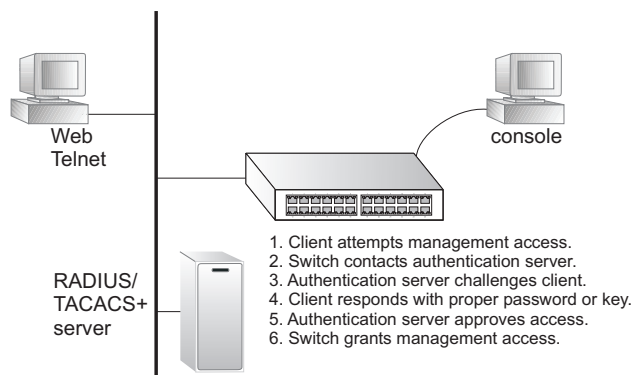 Web
Telnet
console
RADIUS/
TACACS+
server
1. Client attempts management access.
2. Switch contacts authentication server.
3. Authentication server challenges client.
4. Client responds with proper password or key.
5. Authentication server approves access.
6. Switch grants management access.